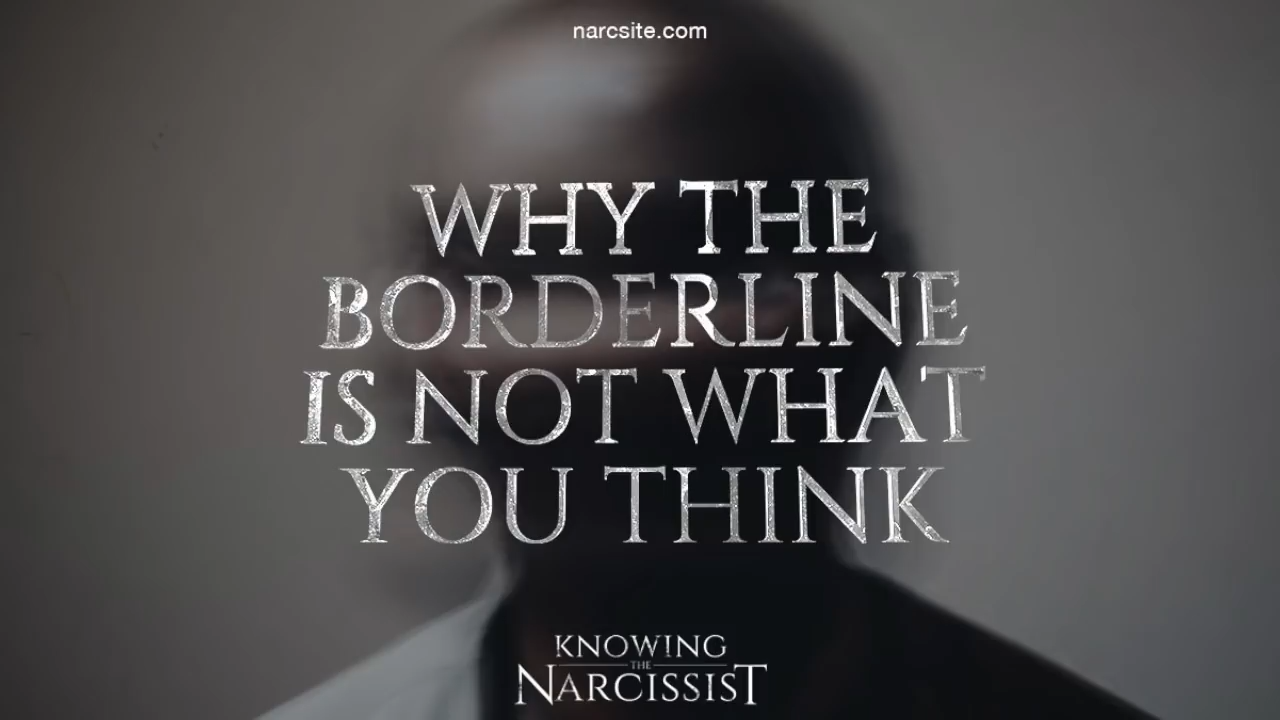 narcsite.com
WHY THE
BORDERLINE
IS NOT WHAT
YOU THINK
KNOWING
THE
NARCISSIST